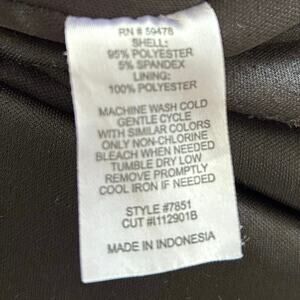 RN # 59478
SHELL:
95% POLYESTER
5% SPANDEX
LINING:
100% POLYESTER
MACHINE WASH COLD
GENTLE CYCLE
WITH SIMILAR COLORS
ONLY NON-CHLORINE
BLEACH WHEN NEEDED
TUMBLE DRY LOW
REMOVE PROMPTLY
COOL IRON IF NEEDED
STYLE #7851
CUT #I112901B
MADE IN INDONESIA